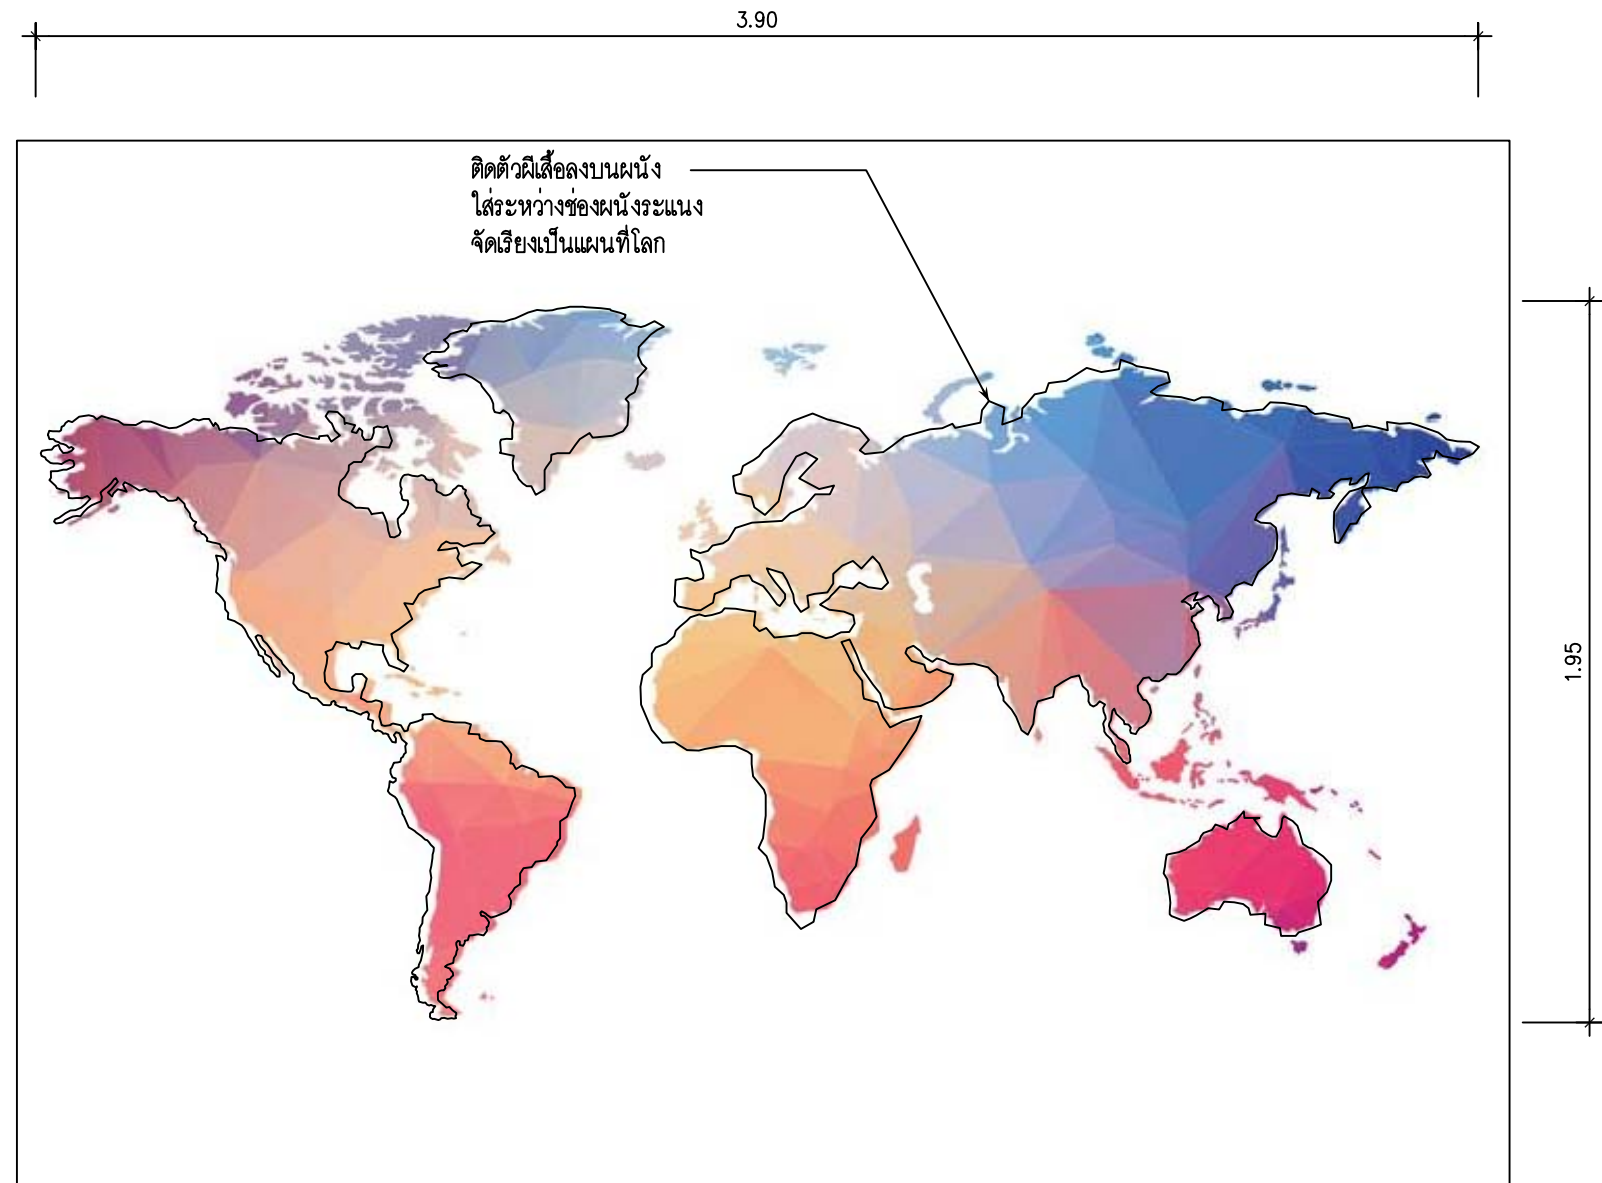 3.90
ติดตัวผีเสื้อลงบนผนัง
ใส่ระหว่างช่องผนังระแนง
จัดเรียงเป็นแผนที่โลก
1.95